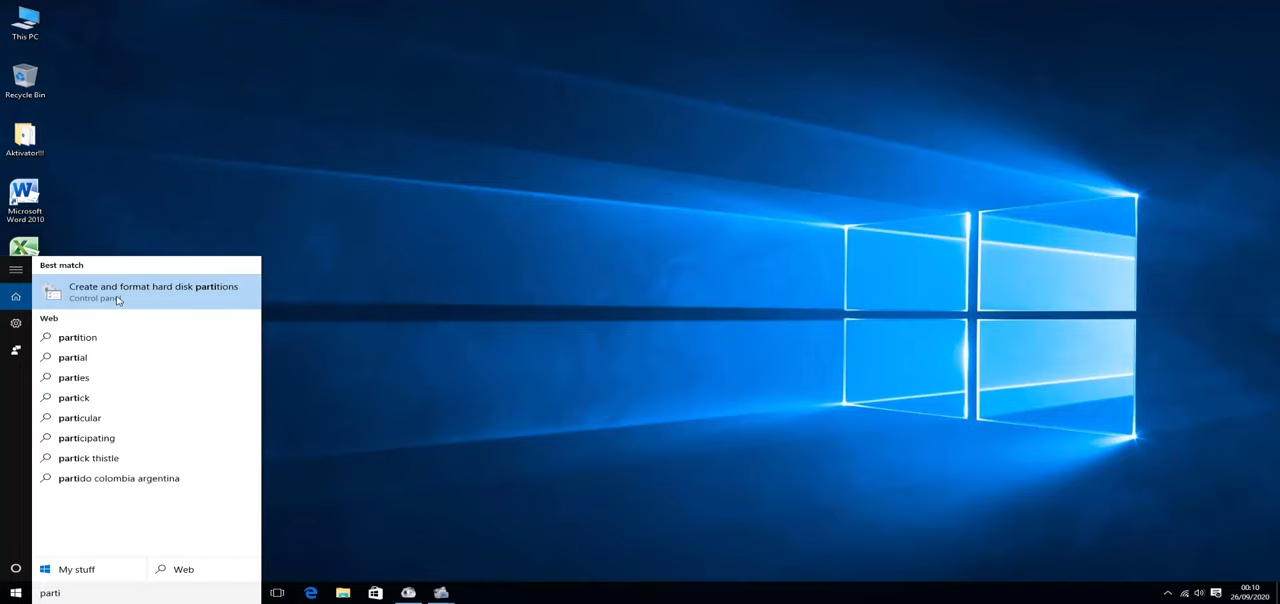 This PC
Recycle Bin
Aktivator!!!
Microsoft
Word 2010
Best match
Create and format hard disk partitions
Control pan
Web
partition
partial
parties
partick
particular
participating
partick thistle
partido colombia argentina
My stuff
Web
parti
00:10
26/09/2020